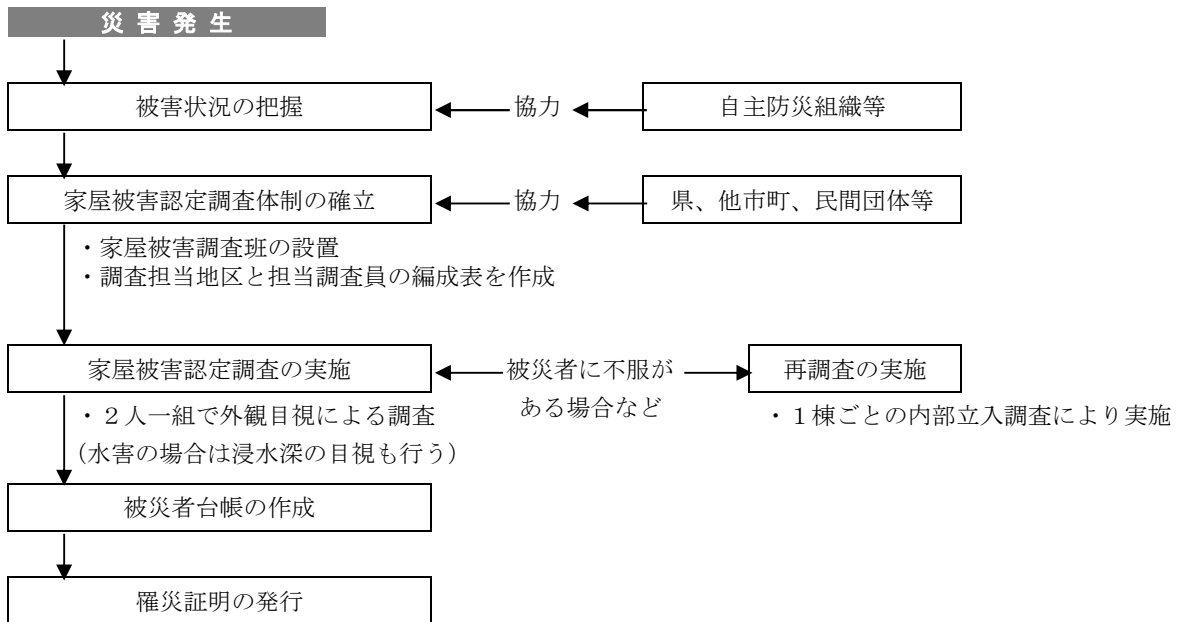 災害発生
被害状況の把握
協力
自主防災組織等
家屋被害認定調査体制の確立
協力
県、他市町、民間団体等
・家屋被害調査班の設置
・調査担当地区と担当調査員の編成表を作成
家屋被害認定調査の実施
被災者に不服が
ある場合など
再調査の実施
・２人一組で外観目視による調査
(水害の場合は浸水深の目視も行う)
・１棟ごとの内部立入調査により実施
被災者台帳の作成
罹災証明の発行